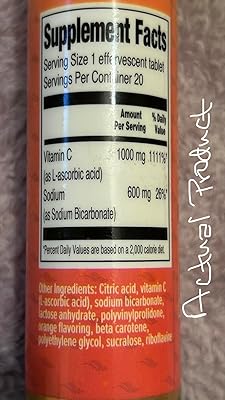 Supplement Facts
Serving Size 1 effervescent tablet
Servings Per Container 20
Amount Per Serving % Daily Value
Vitamin C 1000 mg 1111%*
(as L-ascorbic acid)
Sodium 600 mg 26%*
(as Sodium Bicarbonate)
*Percent Daily Values are based on a 2,000 calorie diet.
Other Ingredients: Citric acid, vitamin C
(L-ascorbic acid), sodium bicarbonate,
lactose anhydrate, polyvinylprolidone,
orange flavoring, beta carotene,
polyethylene glycol, sucralose, riboflavine
Actual Product